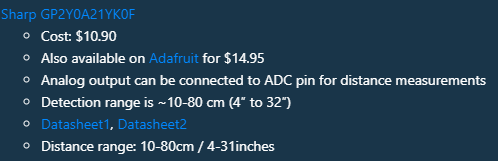 Sharp GP2Y0A21YK0F
Cost: $10.90
Also available on Adafruit for $14.95
Analog output can be connected to ADC pin for distance measurements
Detection range is ~10-80 cm (4″ to 32″)
Datasheet1, Datasheet2
Distance range: 10-80cm / 4-31inches